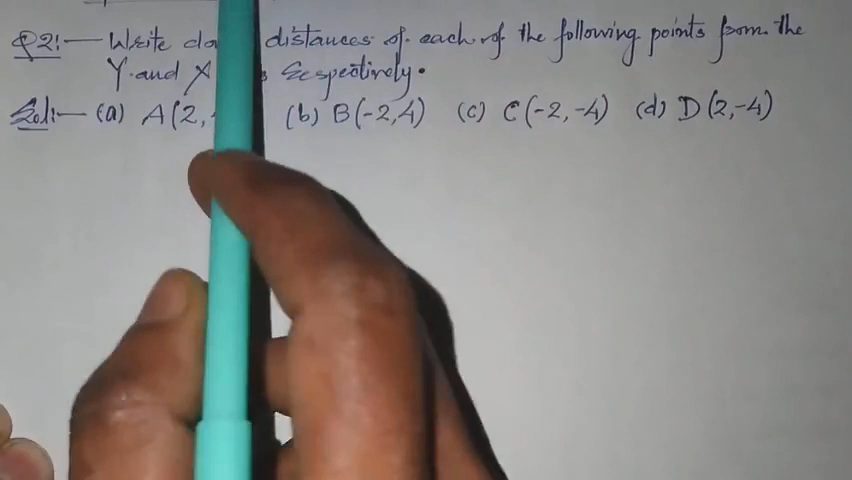 Q2:— Write distances of each of the following points from the
Y and X Respectively.
Sol:— (a) A(2, (b) B(-2,4) (c) C(-2,-4) (d) D(2,-4)